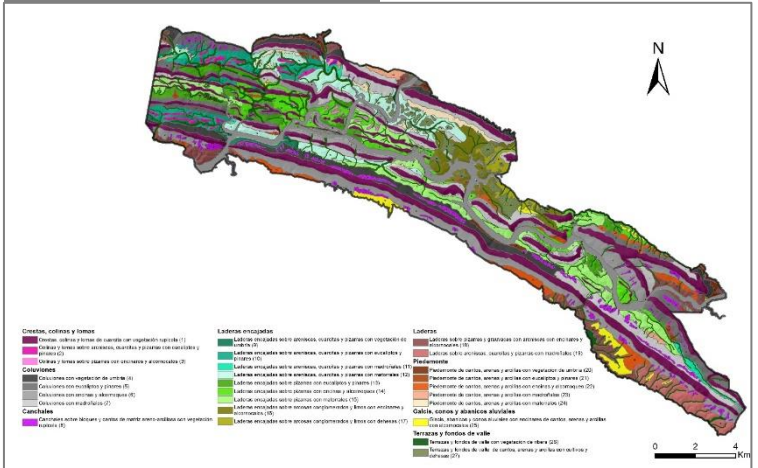 N
Crestas, colinas y lomas
Crestas, colinas y lomas de cuarcita con vegetación rupícola (1)
Colinas y lomas sobre areniscas, cuarcitas y pizarras con eucaliptos y
pinares (2)
Colinas y lomas sobre pizarras con encinares y alcornocales (3)
Coluviones
Coluviones con vegetación de umbría (4)
Coluviones con eucaliptos y pinares (5)
Coluviones con encinas y alcornoques (6)
Coluviones con madroñales (7)
Canchales
Canchales sobre bloques y cantos de matriz areno-arcillosa con vegetación
rupícola (8)
Laderas encajadas
Laderas encajadas sobre areniscas, cuarcitas y pizarras con vegetación de
umbría (9)
Laderas encajadas sobre areniscas, cuarcitas y pizarras con eucaliptos y
pinares (10)
Laderas encajadas sobre areniscas, cuarcitas y pizarras con madroñales (11)
Laderas encajadas sobre areniscas, cuarcitas y pizarras con matorrales (12)
Laderas encajadas sobre pizarras con eucaliptos y pinares (13)
Laderas encajadas sobre pizarras con encinas y alcornoques (14)
Laderas encajadas sobre pizarras con matorrales (15)
Laderas encajadas sobre arcosas conglomerados y limos con encinares y
alcornocales (16)
Laderas encajadas sobre arcosas conglomerados y limos con dehesas (17)
Laderas
Laderas sobre pizarras y grauvacas con areniscas con encinares y
alcornocales (18)
Laderas sobre areniscas, cuarcitas y pizarras con madroñales (19)
Piedemonte
Piedemonte de cantos, arenas y arcillas con vegetación de umbría (20)
Piedemonte de cantos, arenas y arcillas con eucaliptos y pinares (21)
Piedemonte de cantos, arenas y arcillas con encinas y alcornoques (22)
Piedemonte de cantos, arenas y arcillas con madroñales (23)
Piedemonte de cantos, arenas y arcillas con matorrales (24)
Glacis, conos y abanicos aluviales
Glacis, abanicos y conos aluviales con encinares de cantos, arenas y arcillas
con alcornocales (25)
Terrazas y fondos de valle
Terrazas y fondos de valle con vegetación de ribera (26)
Terrazas y fondos de valle de cantos, arenas y arcillas con cultivos y
dehesas (27)
0 2 4
Km